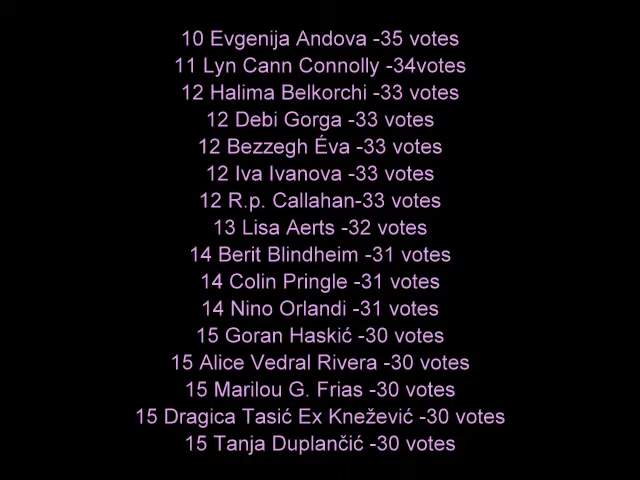 10 Evgenija Andova -35 votes
11 Lyn Cann Connolly -34votes
12 Halima Belkorchi -33 votes
12 Debi Gorga -33 votes
12 Bezzegh Éva -33 votes
12 Iva Ivanova -33 votes
12 R.p. Callahan-33 votes
13 Lisa Aerts -32 votes
14 Berit Blindheim -31 votes
14 Colin Pringle -31 votes
14 Nino Orlandi -31 votes
15 Goran Haskić -30 votes
15 Alice Vedral Rivera -30 votes
15 Marilou G. Frias -30 votes
15 Dragica Tasić Ex Knežević -30 votes
15 Tanja Duplančić -30 votes